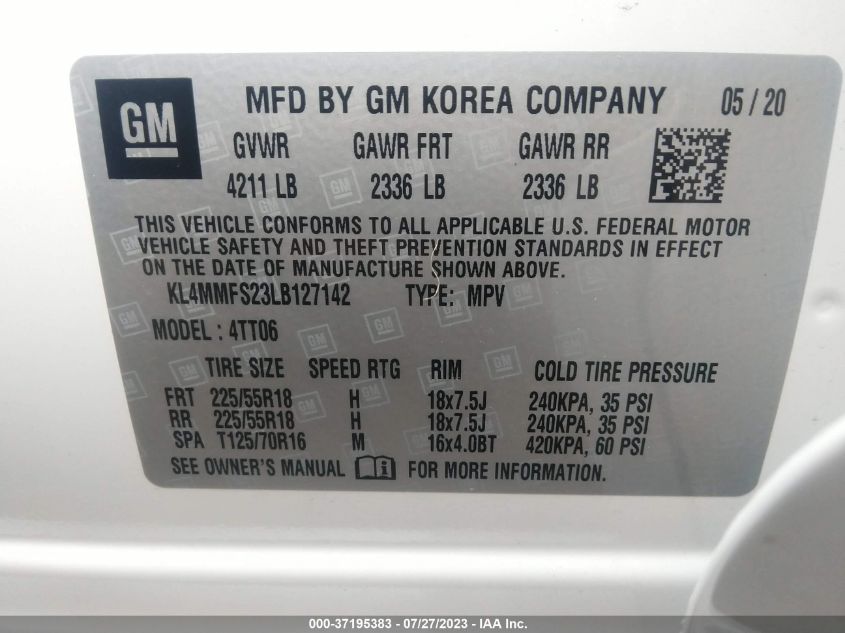 GM MFD BY GM KOREA COMPANY 05 / 20
GVWR GAWR FRT GAWR RR
4211 LB 2336 LB 2336 LB
THIS VEHICLE CONFORMS TO ALL APPLICABLE U.S. FEDERAL MOTOR
VEHICLE SAFETY AND THEFT PREVENTION STANDARDS IN EFFECT
ON THE DATE OF MANUFACTURE SHOWN ABOVE.
KL4MMFS23LB127142 TYPE: MPV
MODEL : 4TT06
TIRE SIZE SPEED RTG RIM COLD TIRE PRESSURE
FRT 225/55R18 H 18x7.5J 240KPA, 35 PSI
RR 225/55R18 H 18x7.5J 240KPA, 35 PSI
SPA T125/70R16 M 16x4.0BT 420KPA, 60 PSI
SEE OWNER'S MANUAL FOR MORE INFORMATION.
000-37195383 - 07/27/2023 - IAA Inc.